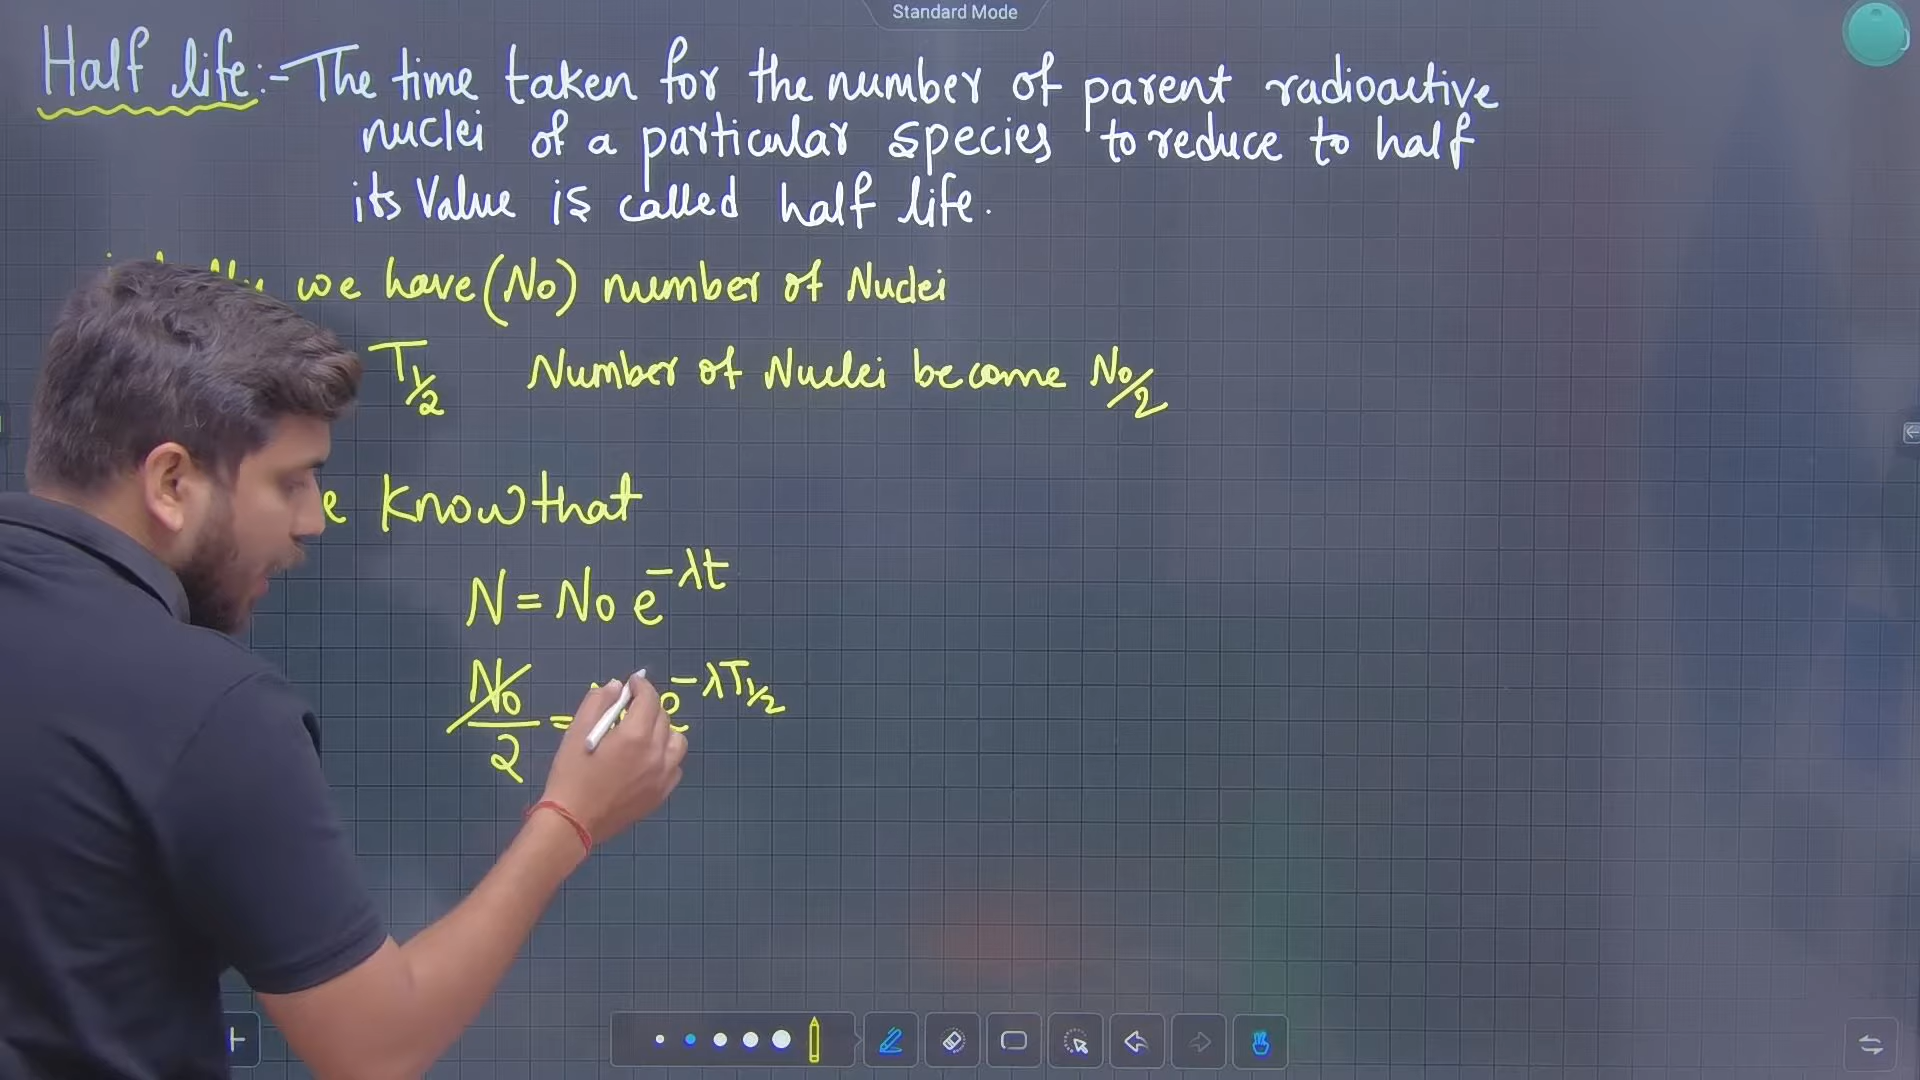 Standard Mode
Half life:- The time taken for the number of parent radioactive
nuclei of a particular species to reduce to half
its Value is called half life.
we have (No) number of Nuclei
T1/2 Number of Nuclei become No/2
know that
N = No e^-λt
No/2 = e^-λT1/2